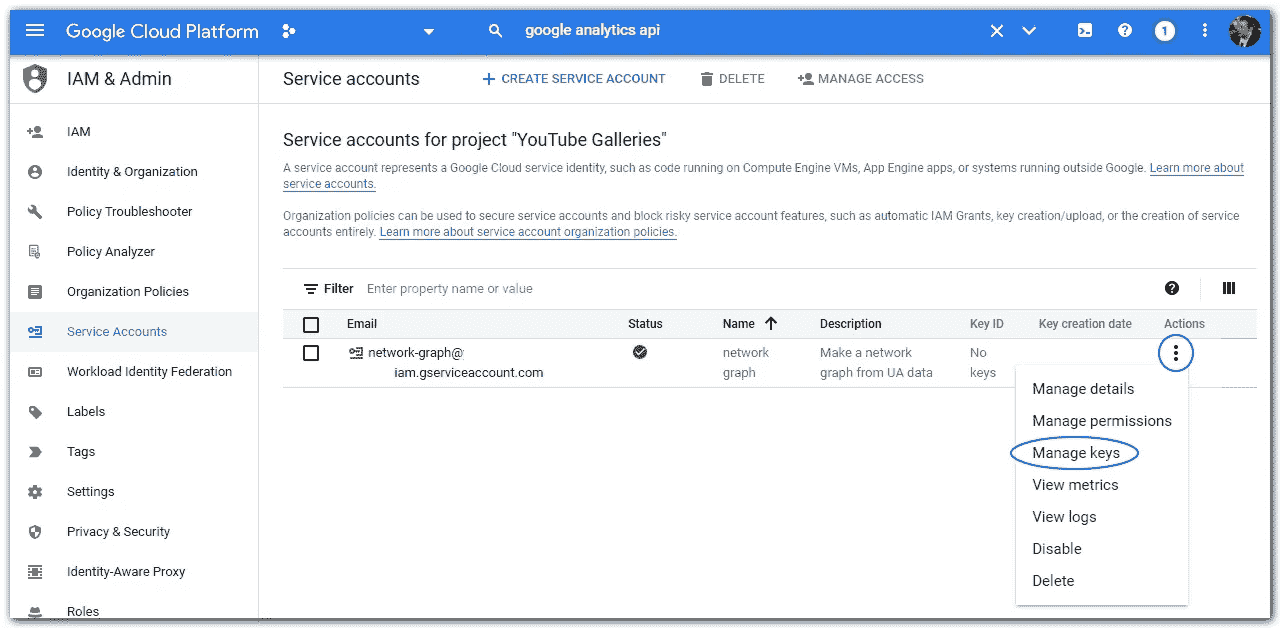 Google Cloud Platform
google analytics api
1
IAM & Admin
Service accounts
CREATE SERVICE ACCOUNT
DELETE
MANAGE ACCESS
IAM
Identity & Organization
Policy Troubleshooter
Policy Analyzer
Organization Policies
Service Accounts
Workload Identity Federation
Labels
Tags
Settings
Privacy & Security
Identity-Aware Proxy
Roles
Service accounts for project "YouTube Galleries"
A service account represents a Google Cloud service identity, such as code running on Compute Engine VMs, App Engine apps, or systems running outside Google. Learn more about
service accounts.
Organization policies can be used to secure service accounts and block risky service account features, such as automatic IAM Grants, key creation/upload, or the creation of service
accounts entirely. Learn more about service account organization policies.
Filter Enter property name or value
Email Status Name Description Key ID Key creation date Actions
network-graph@ network Make a network No
iam.gserviceaccount.com graph graph from UA data keys
Manage details
Manage permissions
Manage keys
View metrics
View logs
Disable
Delete